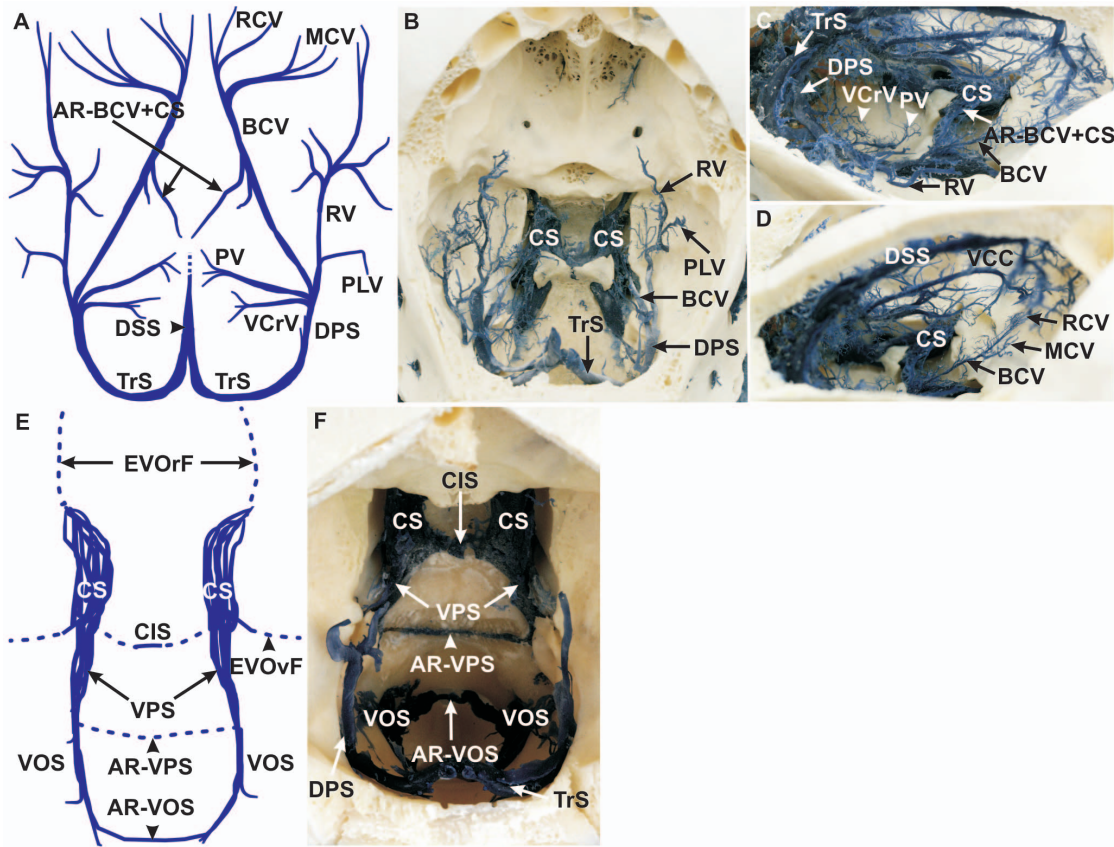 A
RCV
MCV
AR-BCV+CS
BCV
RV
PV
PLV
VCrV
DSS
DPS
TrS
TrS
B
RV
CS
CS
PLV
BCV
TrS
DPS
C
TrS
DPS
VCrV
PV
CS
AR-BCV+CS
BCV
RV
D
DSS
VCC
RCV
CS
MCV
BCV
E
EVOrF
CS
CS
CIS
EVOvF
VPS
VOS
VOS
AR-VPS
AR-VOS
F
CIS
CS
CS
VPS
AR-VPS
VOS
VOS
AR-VOS
DPS
TrS